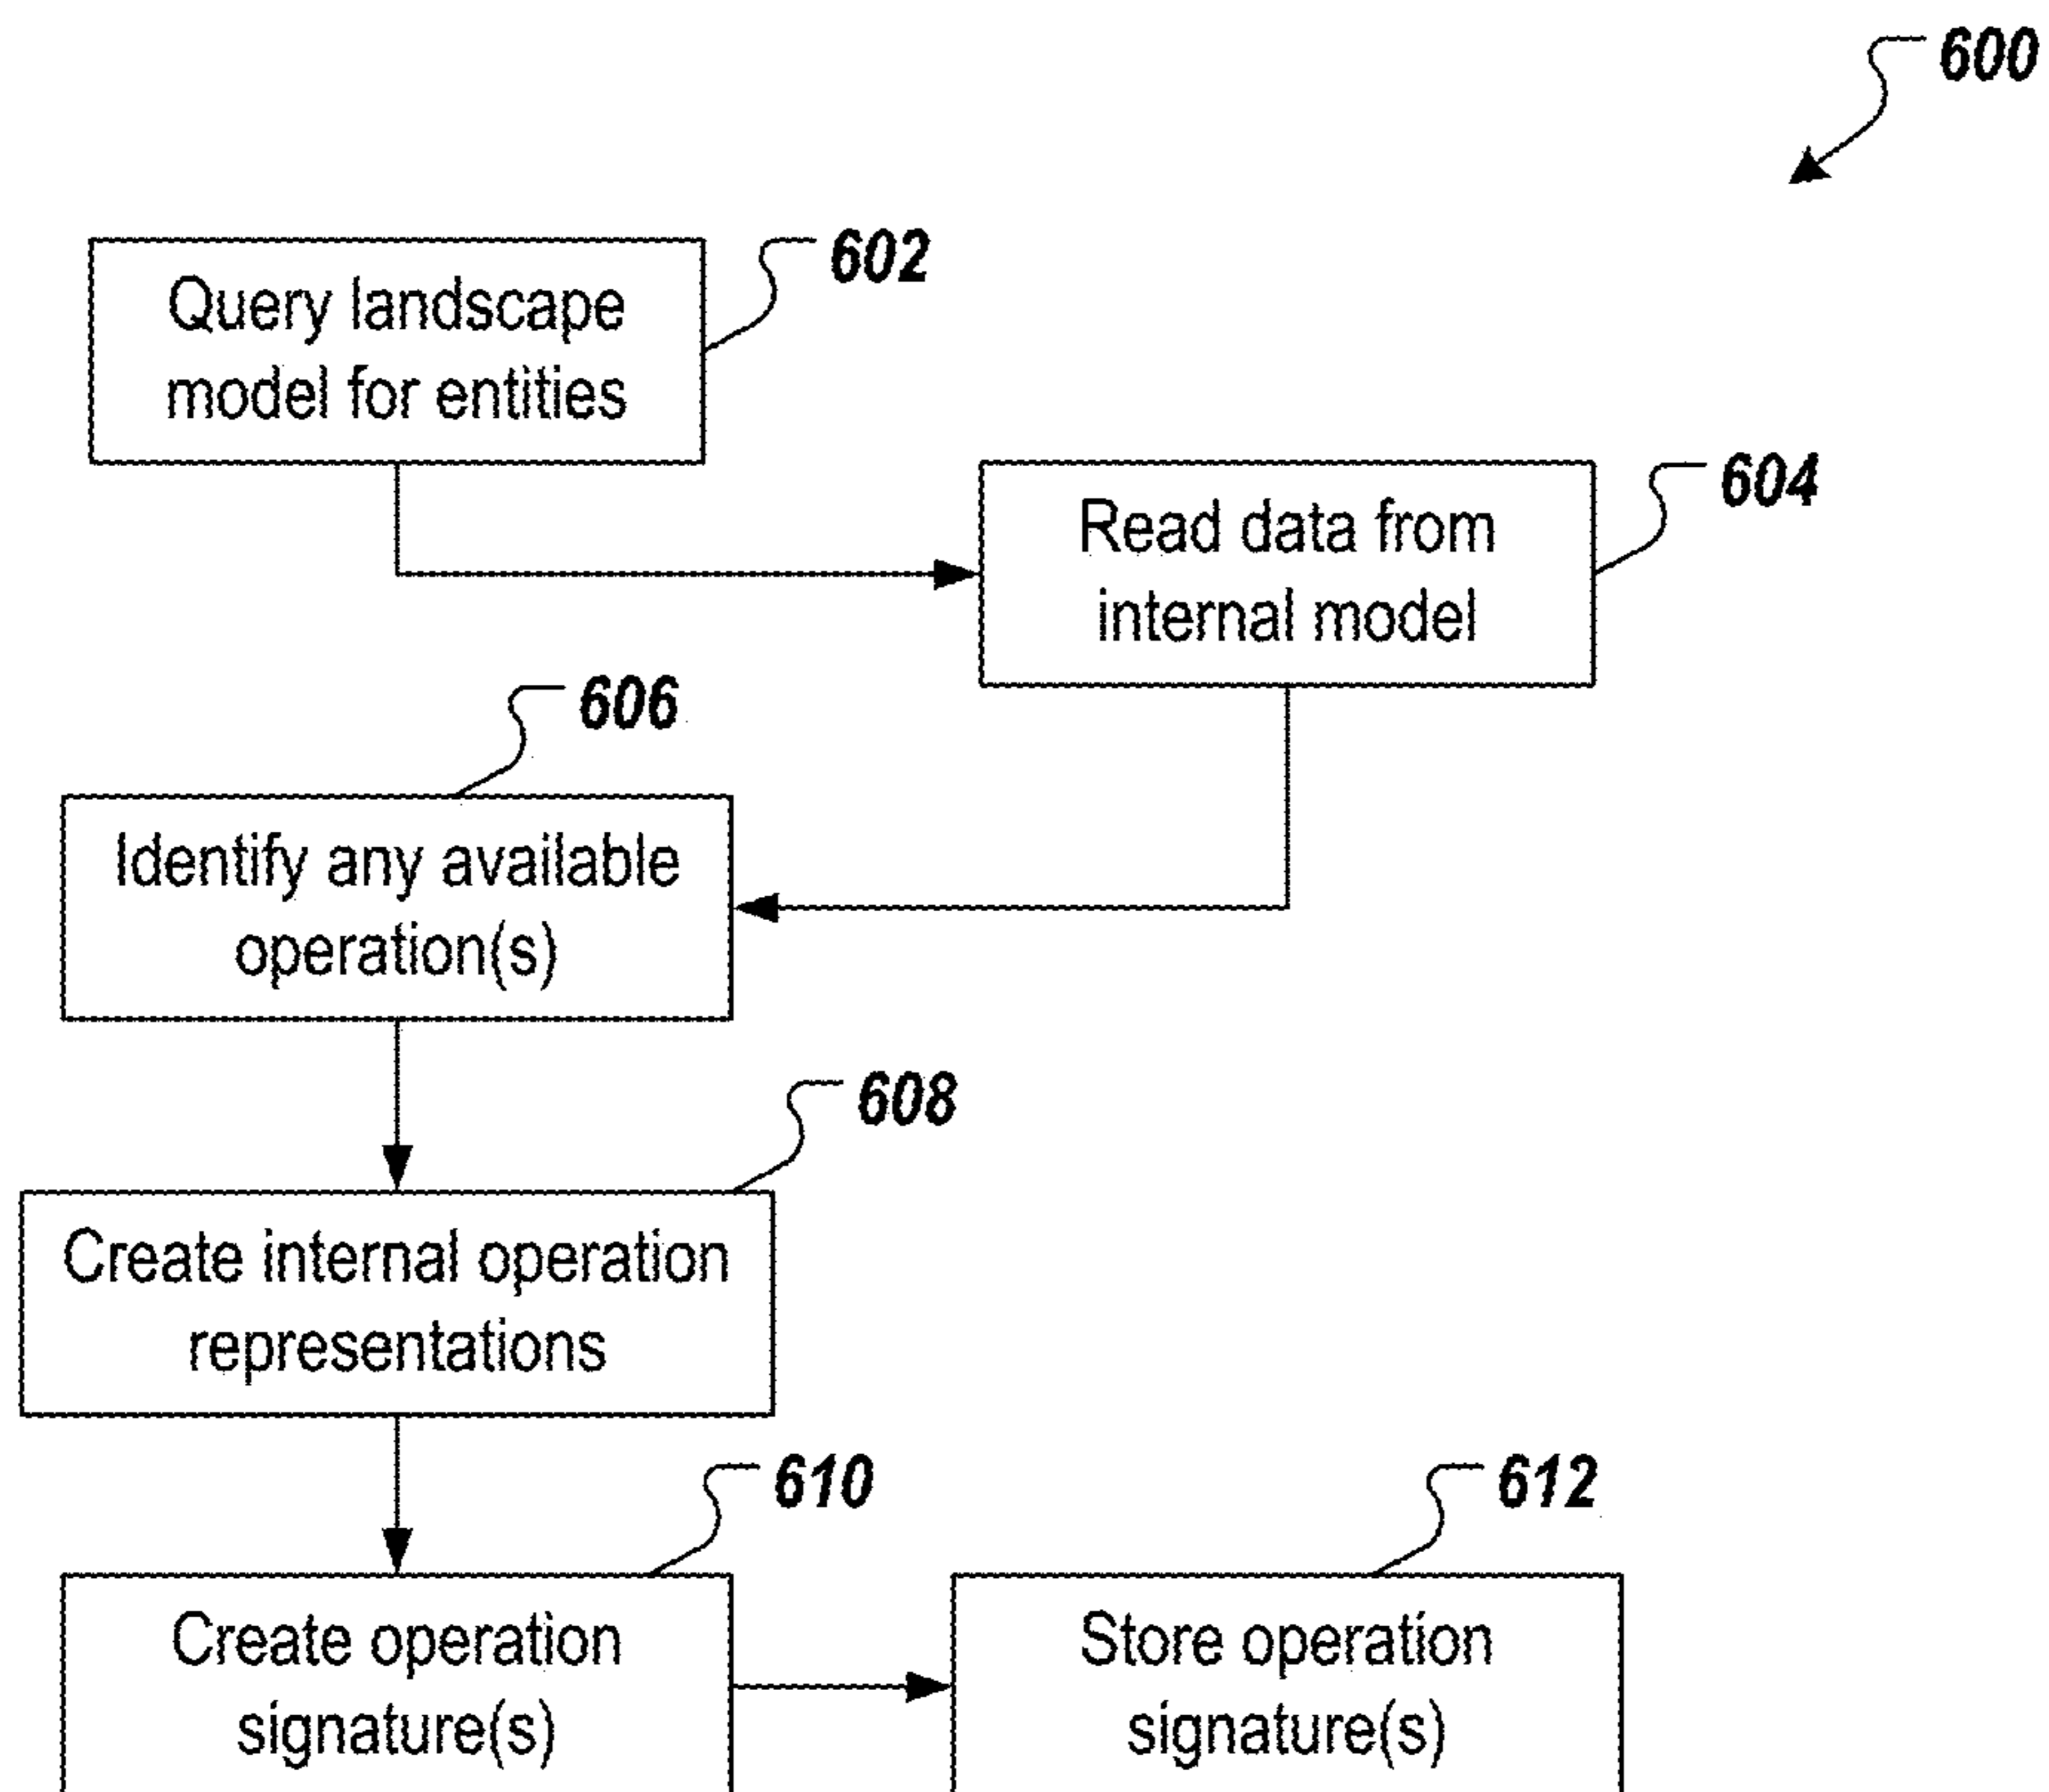 600
602
Query landscape
model for entities
604
Read data from
internal model
606
Identify any available
operation(s)
608
Create internal operation
representations
610
Create operation
signature(s)
612
Store operation
signature(s)